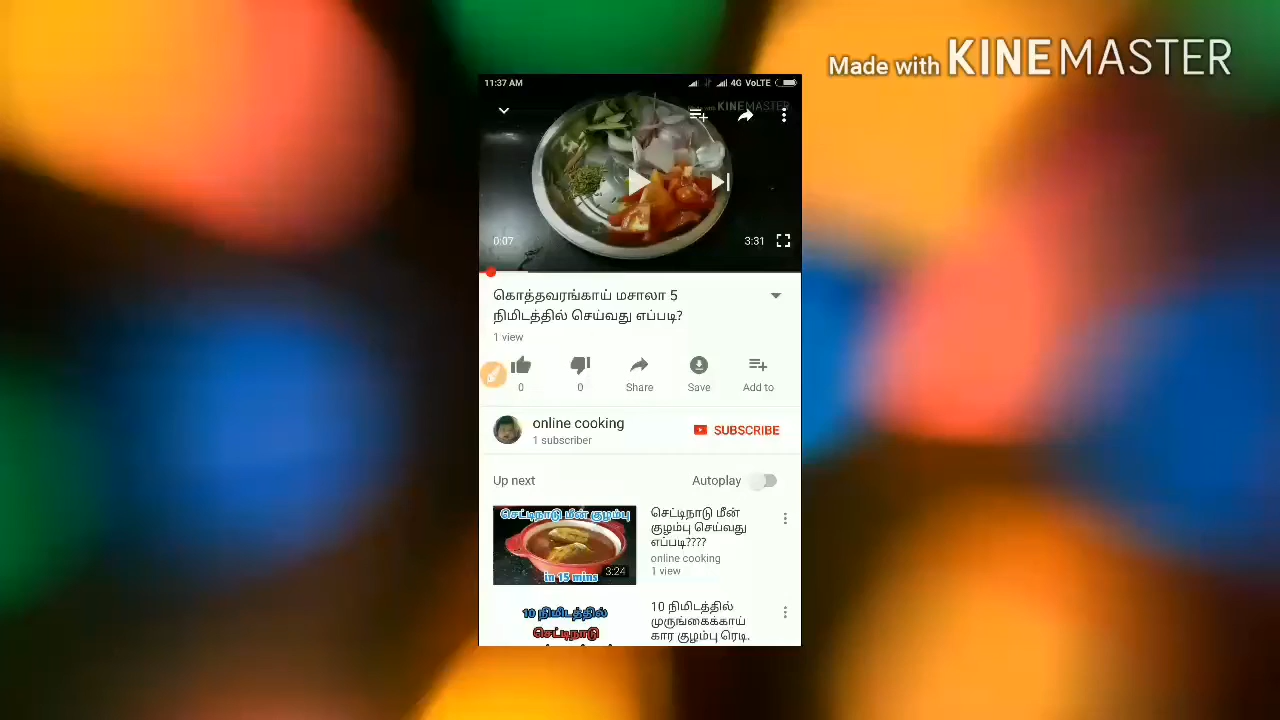 Made with KINEMASTER
11:37 AM
4G VoLTE
KINEMASTER
0:07
3:31
கொத்தவரங்காய் மசாலா 5
நிமிடத்தில் செய்வது எப்படி?
1 view
0
0
Share
Save
Add to
online cooking
1 subscriber
SUBSCRIBE
Up next
Autoplay
செட்டிநாடு மீன் குழம்பு
in 15 mins
3:24
செட்டிநாடு மீன்
குழம்பு செய்வது
எப்படி????
online cooking
1 view
10 நிமிடத்தில்
செட்டிநாடு
10 நிமிடத்தில்
முருங்கைக்காய்
கார குழம்பு ரெடி.